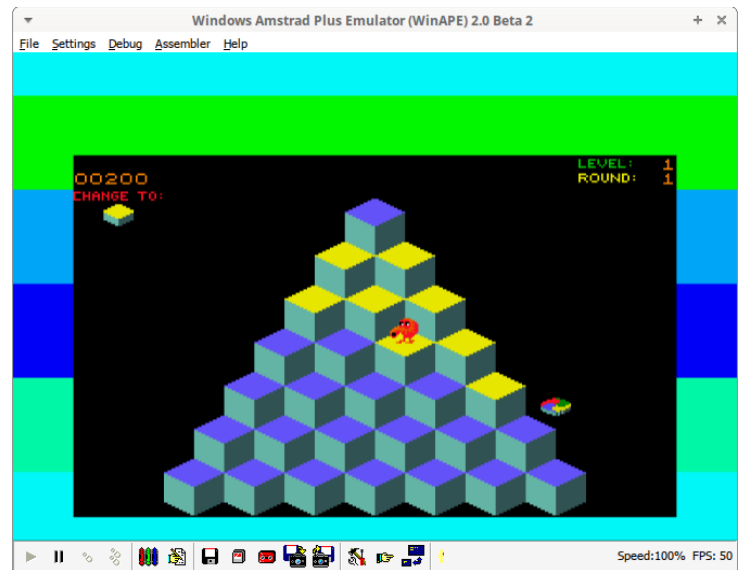 Windows Amstrad Plus Emulator (WinAPE) 2.0 Beta 2
File Settings Debug Assembler Help
00200
LEVEL: 1
ROUND: 1
CHANGE TO:
Speed:100% FPS: 50